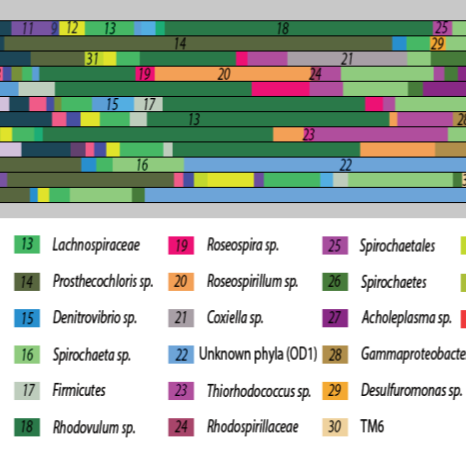 11 9 12 13 18 25
14 29
31 21
19 20 24
15 17
13 28
23
16 22
13 Lachnospiraceae 19 Roseospira sp. 25 Spirochaetales
14 Prosthecochloris sp. 20 Roseospirillum sp. 26 Spirochaetes
15 Denitrovibrio sp. 21 Coxiella sp. 27 Acholeplasma sp.
16 Spirochaeta sp. 22 Unknown phyla (OD1) 28 Gammaproteobacte
17 Firmicutes 23 Thiorhodococcus sp. 29 Desulfuromonas sp.
18 Rhodovulum sp. 24 Rhodospirillaceae 30 TM6